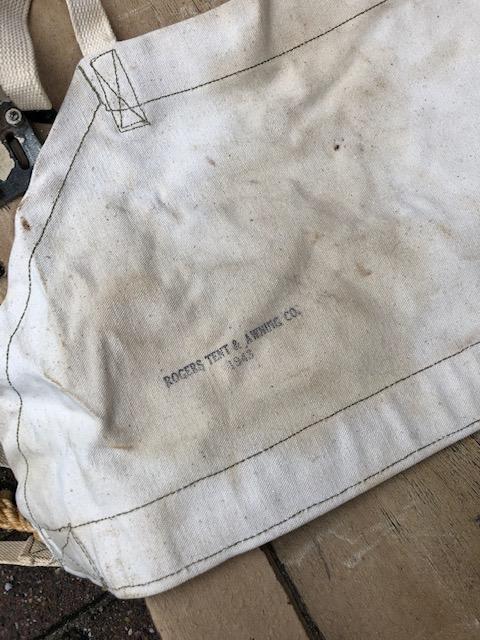 ROGERS TENT & AWNING CO.
1943